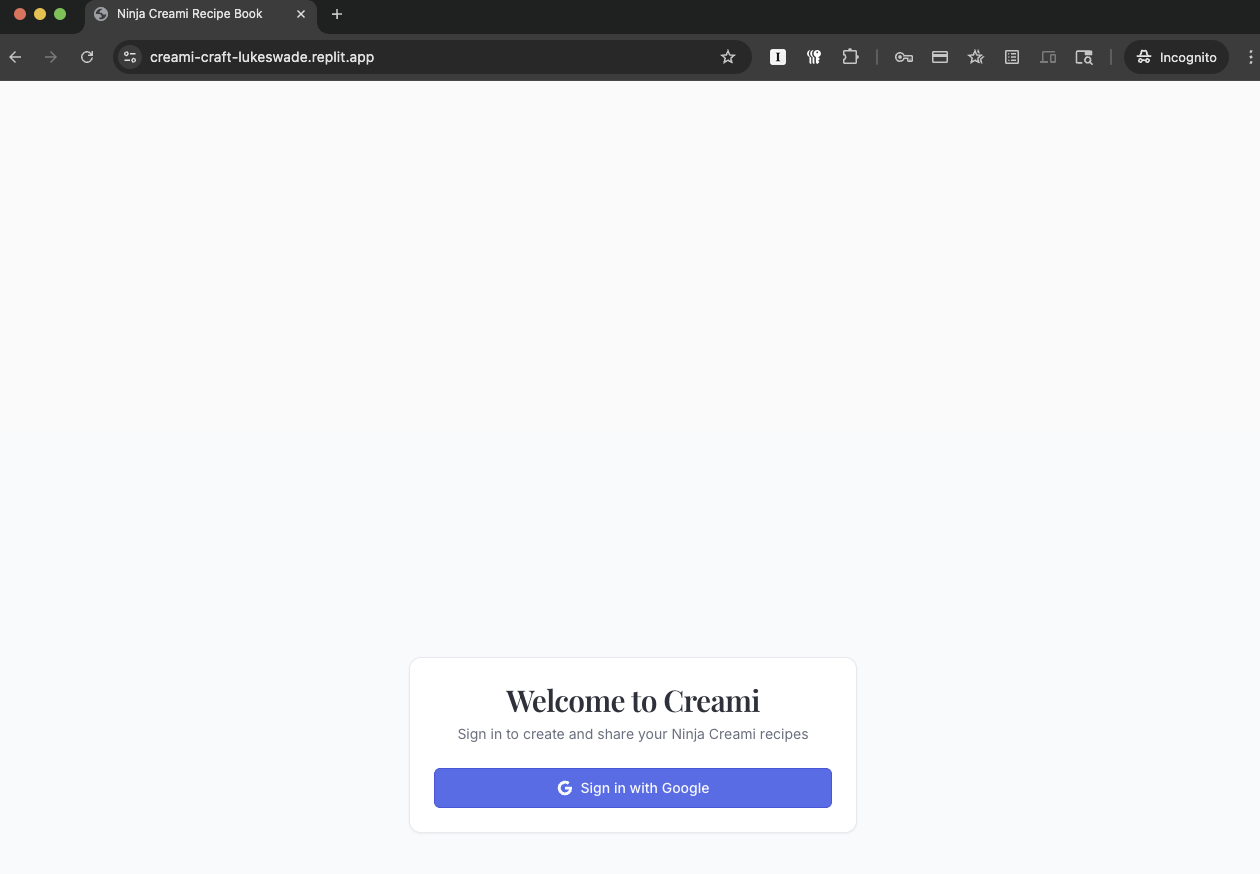 Ninja Creami Recipe Book
creami-craft-lukeswade.replit.app
I
Incognito
Welcome to Creami
Sign in to create and share your Ninja Creami recipes
G Sign in with Google